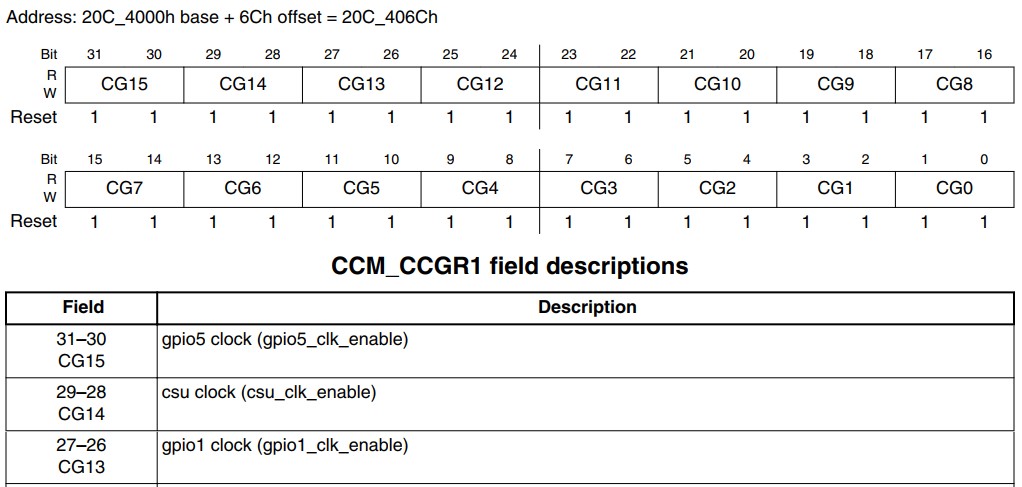 Address: 20C_4000h base + 6Ch offset = 20C_406Ch
Bit 31 30 29 28 27 26 25 24 23 22 21 20 19 18 17 16
R
W
CG15 CG14 CG13 CG12 CG11 CG10 CG9 CG8
Reset 1 1 1 1 1 1 1 1 1 1 1 1 1 1 1 1
Bit 15 14 13 12 11 10 9 8 7 6 5 4 3 2 1 0
R
W
CG7 CG6 CG5 CG4 CG3 CG2 CG1 CG0
Reset 1 1 1 1 1 1 1 1 1 1 1 1 1 1 1 1
CCM_CCGR1 field descriptions
Field Description
31–30
CG15
gpio5 clock (gpio5_clk_enable)
29–28
CG14
csu clock (csu_clk_enable)
27–26
CG13
gpio1 clock (gpio1_clk_enable)